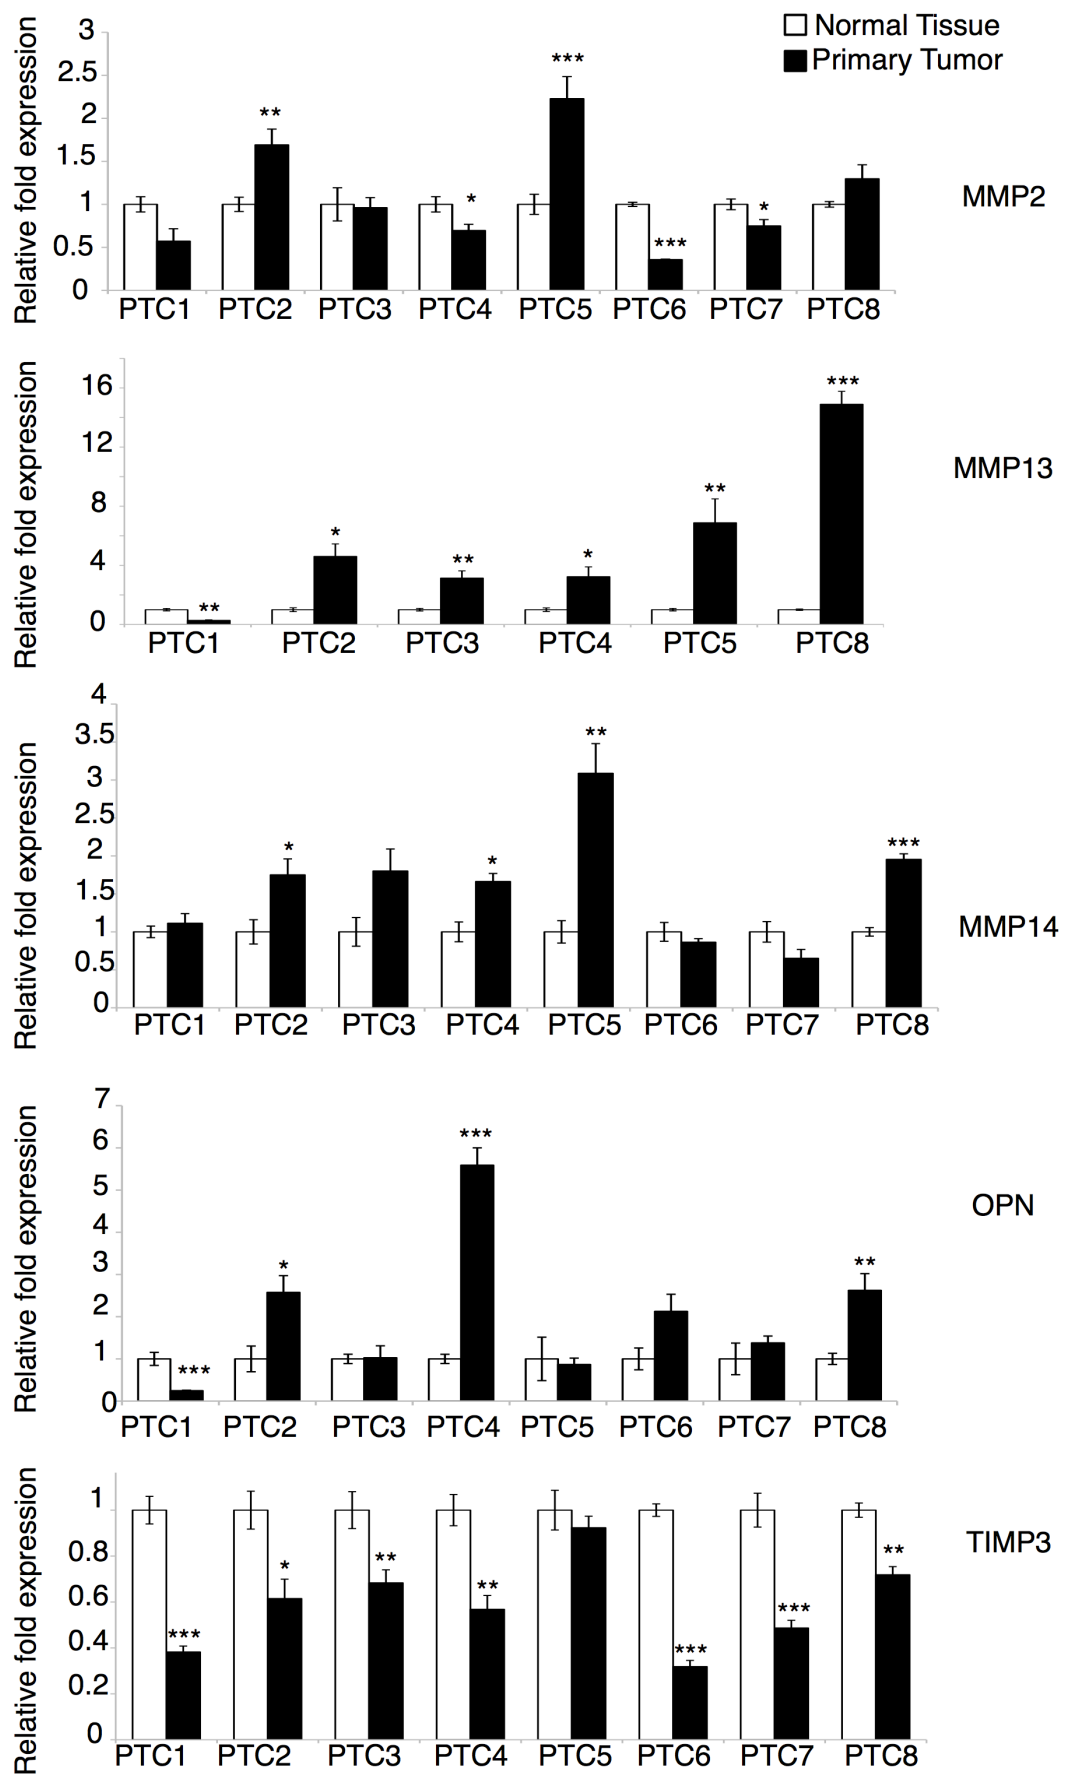 Normal Tissue
Primary Tumor
Relative fold expression
3
2.5
2
1.5
1
0.5
0
** *** * *** *
PTC1 PTC2 PTC3 PTC4 PTC5 PTC6 PTC7 PTC8
MMP2
Relative fold expression
16
12
8
4
0
** * ** * ** ***
PTC1 PTC2 PTC3 PTC4 PTC5 PTC8
MMP13
Relative fold expression
4
3.5
3
2.5
2
1.5
1
0.5
0
* * ** ***
PTC1 PTC2 PTC3 PTC4 PTC5 PTC6 PTC7 PTC8
MMP14
Relative fold expression
7
6
5
4
3
2
1
0
*** * *** **
PTC1 PTC2 PTC3 PTC4 PTC5 PTC6 PTC7 PTC8
OPN
Relative fold expression
1
0.8
0.6
0.4
0.2
0
*** * ** ** *** *** **
PTC1 PTC2 PTC3 PTC4 PTC5 PTC6 PTC7 PTC8
TIMP3